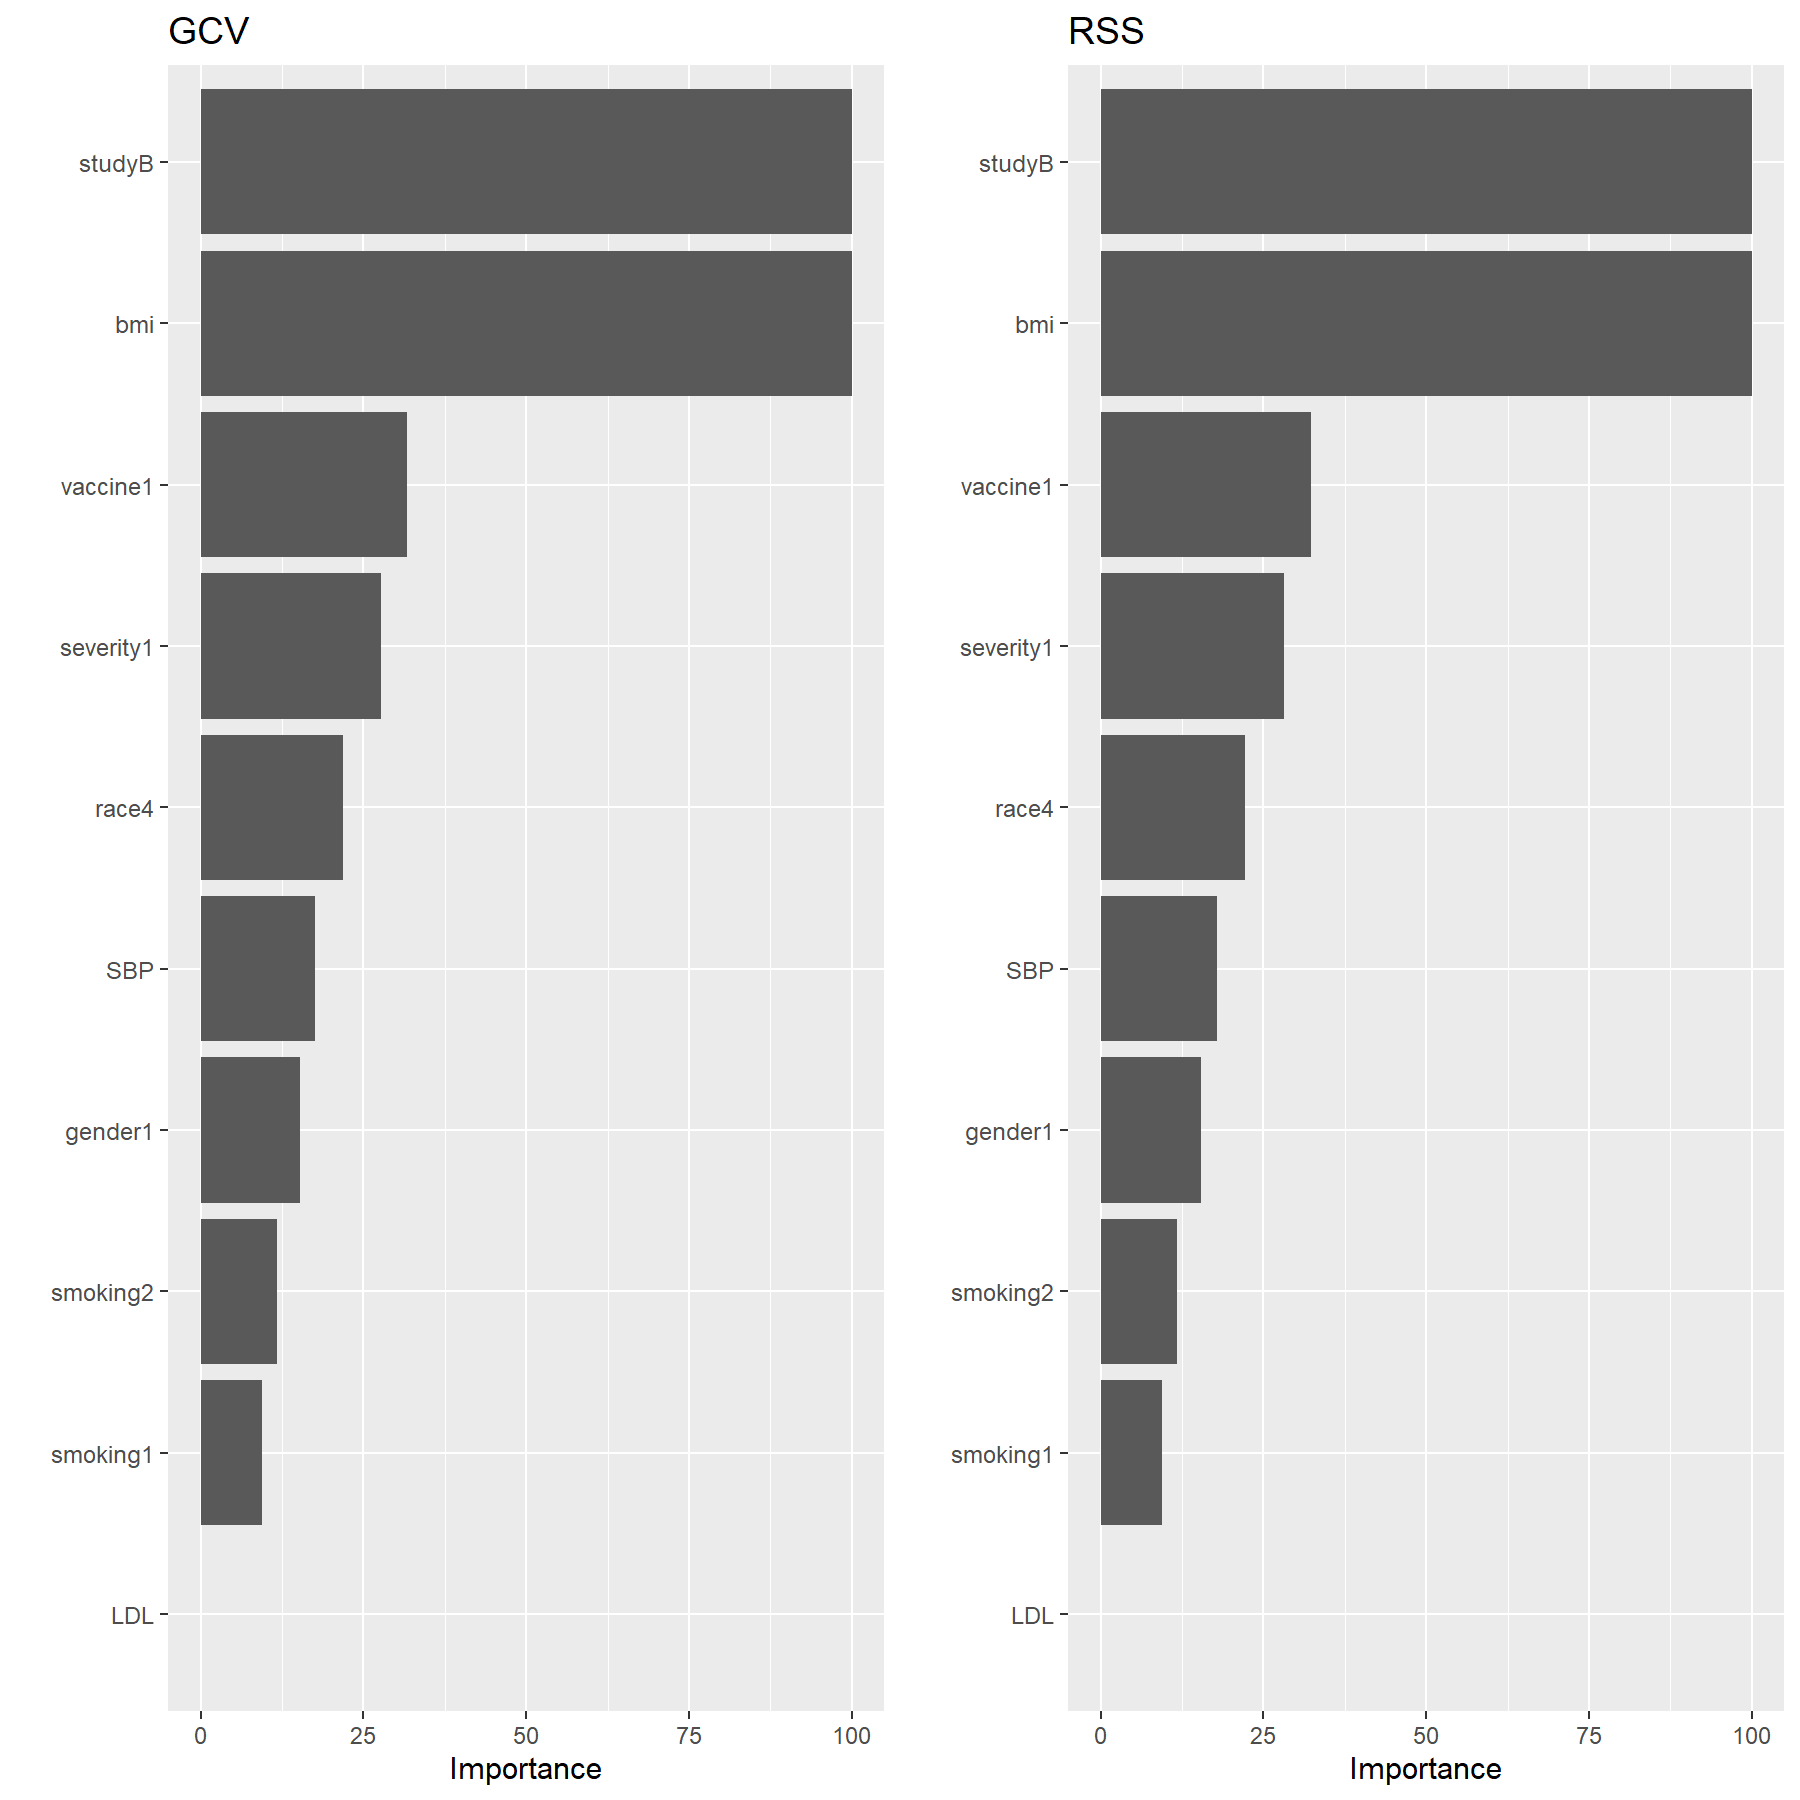 GCV
studyB
bmi
vaccine1
severity1
race4
SBP
gender1
smoking2
smoking1
LDL
0 25 50 75 100
Importance
RSS
studyB
bmi
vaccine1
severity1
race4
SBP
gender1
smoking2
smoking1
LDL
0 25 50 75 100
Importance